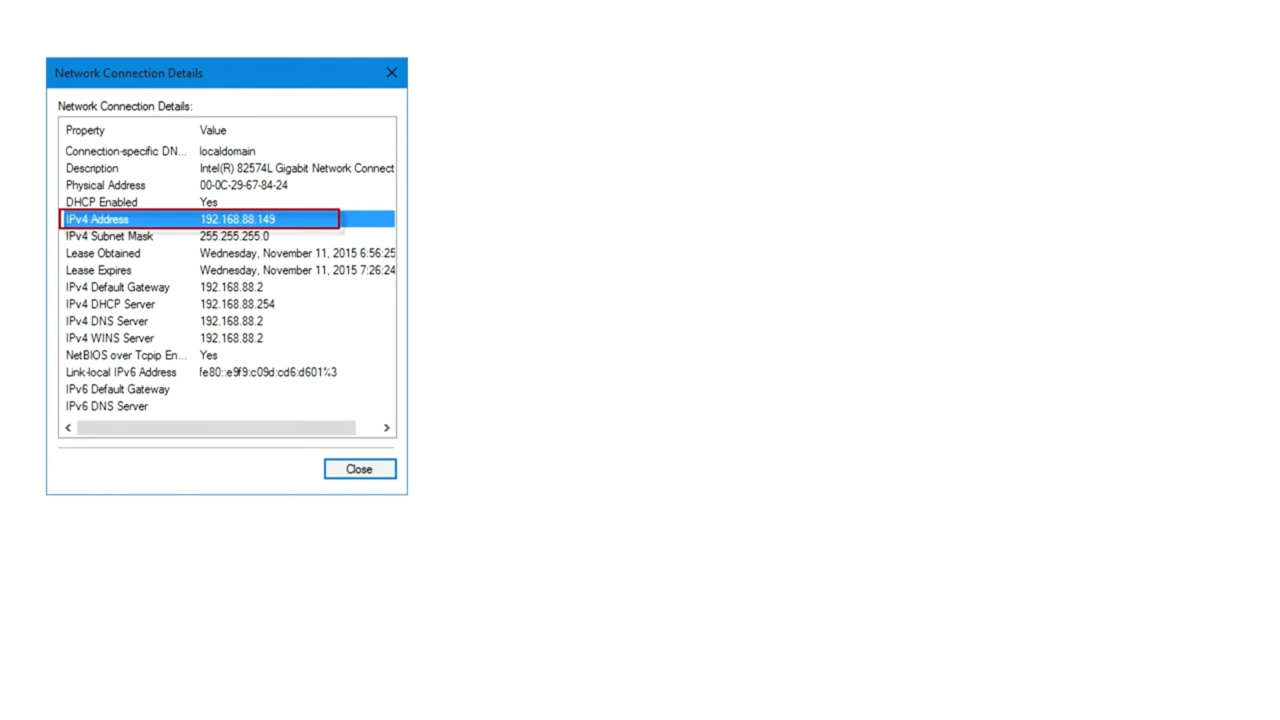 Network Connection Details
Network Connection Details:
Property Value
Connection-specific DN... localdomain
Description Intel(R) 82574L Gigabit Network Connect
Physical Address 00-0C-29-67-84-24
DHCP Enabled Yes
IPv4 Address 192.168.88.149
IPv4 Subnet Mask 255.255.255.0
Lease Obtained Wednesday, November 11, 2015 6:56:25
Lease Expires Wednesday, November 11, 2015 7:26:24
IPv4 Default Gateway 192.168.88.2
IPv4 DHCP Server 192.168.88.254
IPv4 DNS Server 192.168.88.2
IPv4 WINS Server 192.168.88.2
NetBIOS over Tcpip En... Yes
Link-local IPv6 Address fe80::e9f9:c09d:cd6:d601%3
IPv6 Default Gateway
IPv6 DNS Server
Close